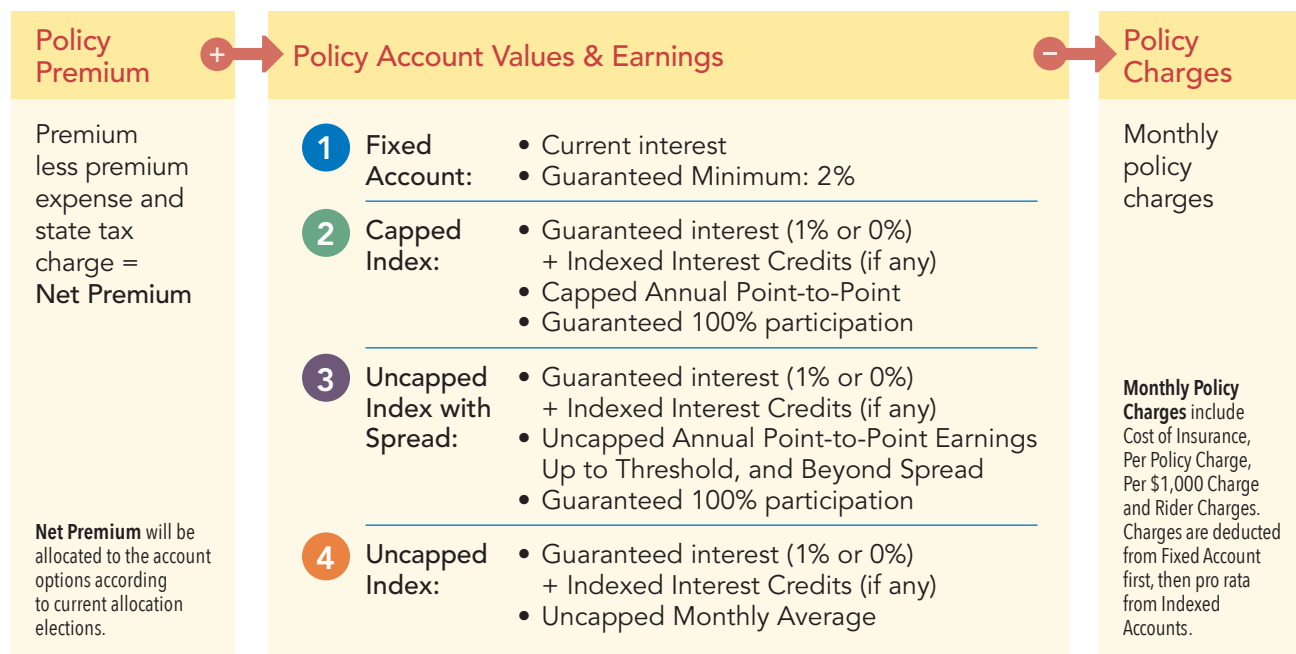 Policy
Premium
+
Policy Account Values & Earnings
−
Policy
Charges
Premium
less premium
expense and
state tax
charge =
Net Premium
Net Premium will be
allocated to the account
options according
to current allocation
elections.
1
Fixed
Account:
• Current interest
• Guaranteed Minimum: 2%
2
Capped
Index:
• Guaranteed interest (1% or 0%)
+ Indexed Interest Credits (if any)
• Capped Annual Point-to-Point
• Guaranteed 100% participation
3
Uncapped
Index with
Spread:
• Guaranteed interest (1% or 0%)
+ Indexed Interest Credits (if any)
• Uncapped Annual Point-to-Point Earnings
Up to Threshold, and Beyond Spread
• Guaranteed 100% participation
4
Uncapped
Index:
• Guaranteed interest (1% or 0%)
+ Indexed Interest Credits (if any)
• Uncapped Monthly Average
Monthly
policy
charges
Monthly Policy
Charges include
Cost of Insurance,
Per Policy Charge,
Per $1,000 Charge
and Rider Charges.
Charges are deducted
from Fixed Account
first, then pro rata
from Indexed
Accounts.